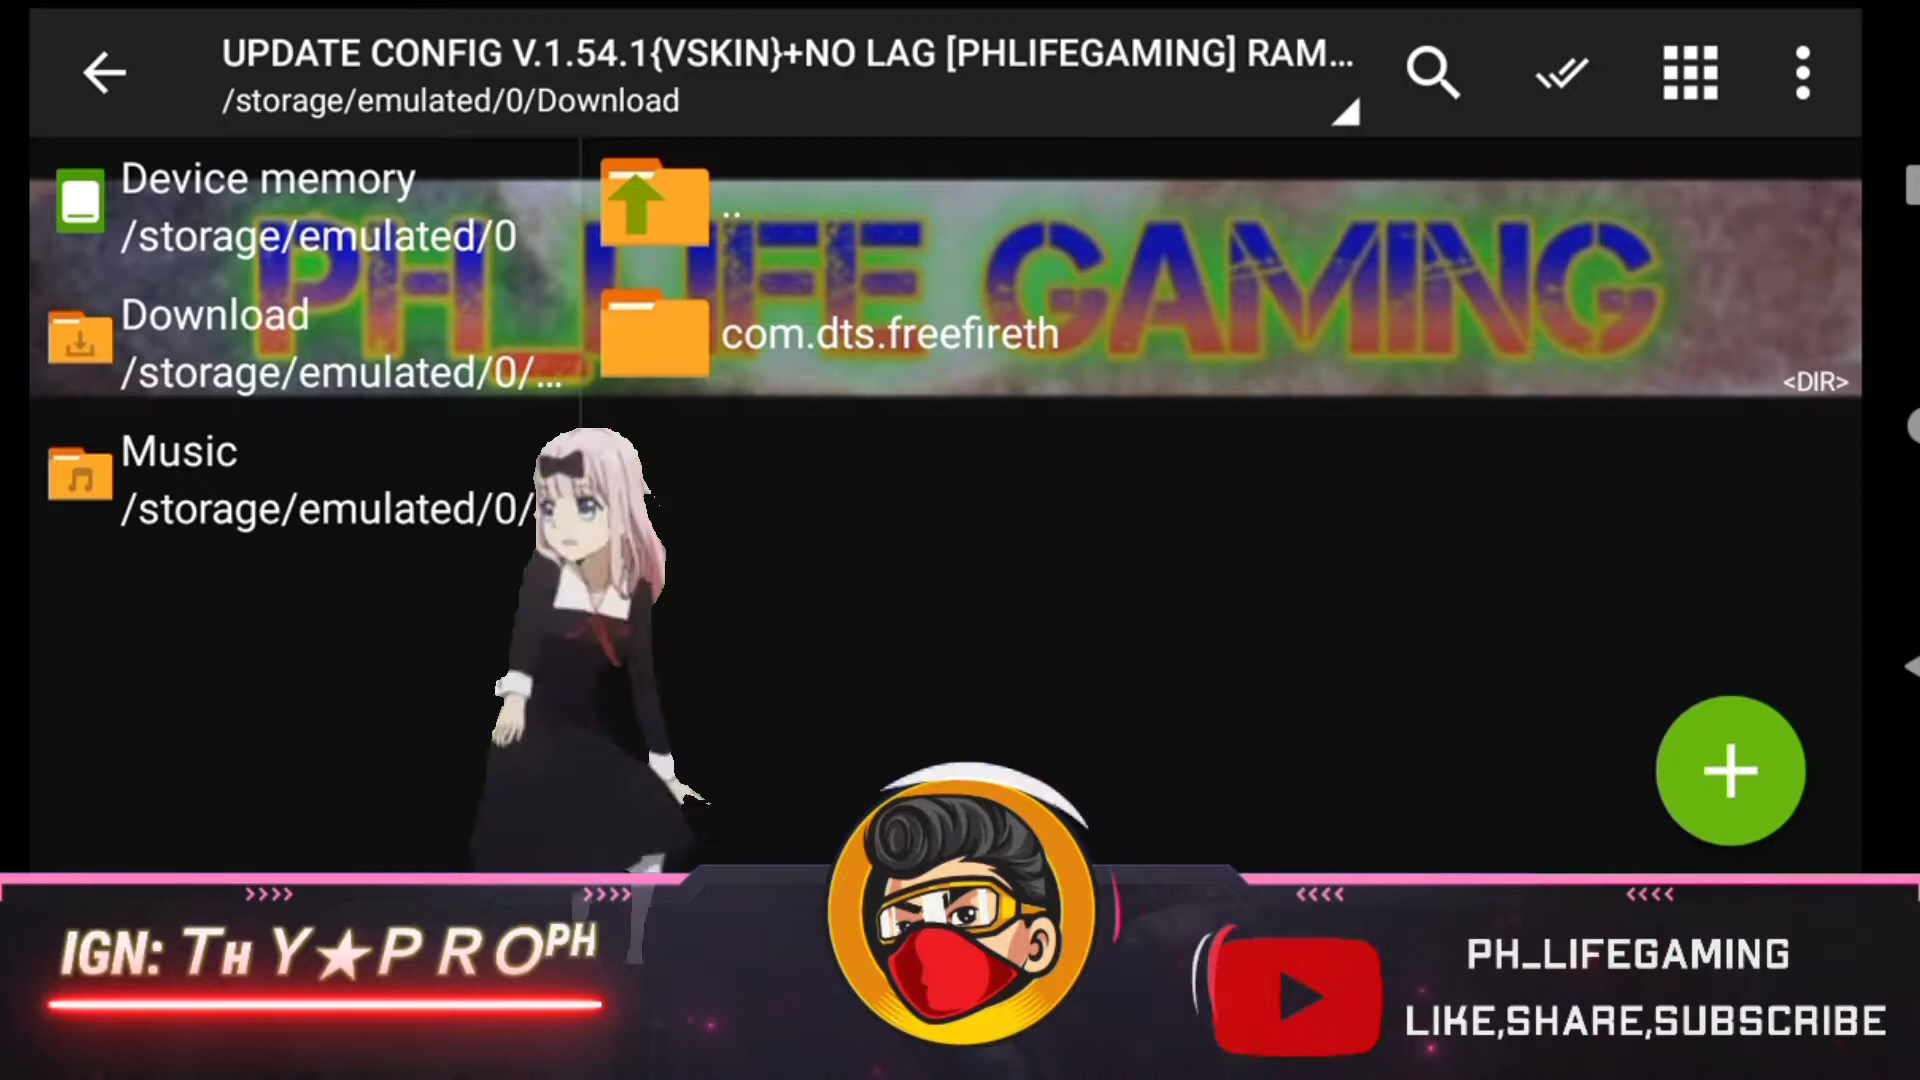 UPDATE CONFIG V.1.54.1{VSKIN}+NO LAG [PHLIFEGAMING] RAM...
/storage/emulated/0/Download
Device memory
/storage/emulated/0
Download
/storage/emulated/0/...
Music
/storage/emulated/0/
..
com.dts.freefireth
<DIR>
PH_LIFE GAMING
>>>>
>>>>
<<<<
<<<<
IGN: TH Y★P R O PH
PH_LIFEGAMING
LIKE,SHARE,SUBSCRIBE